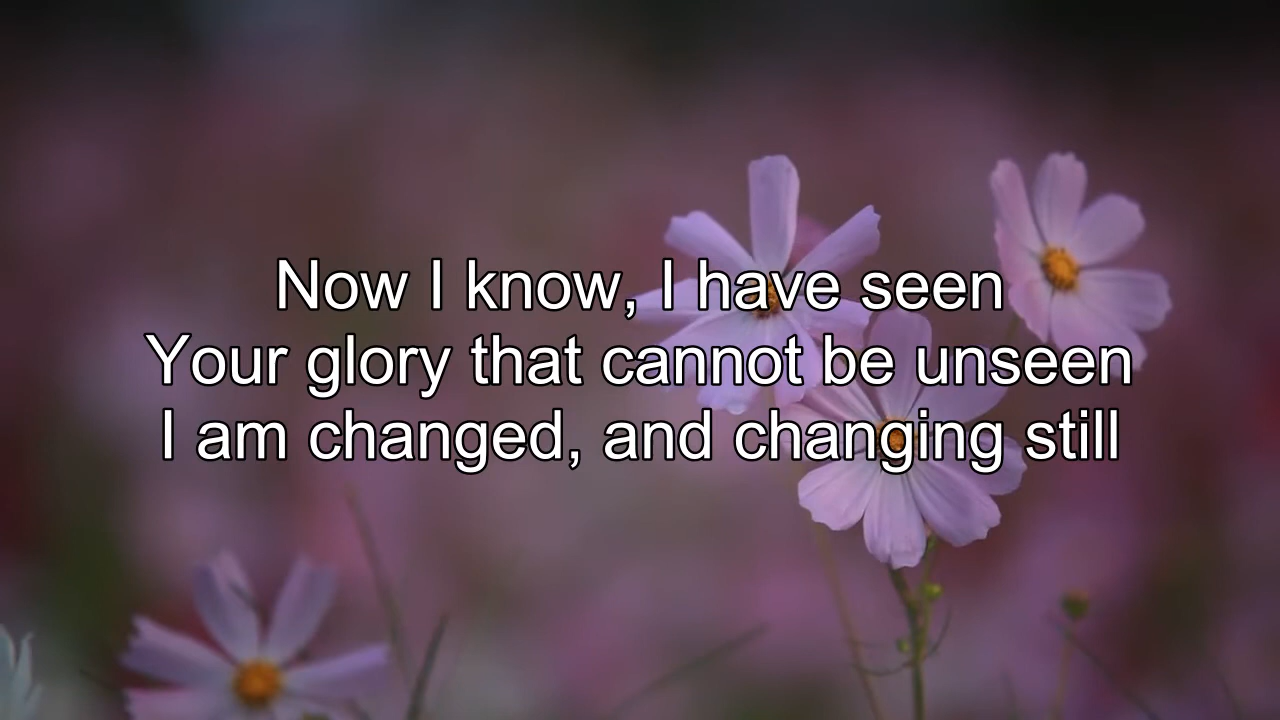 Now I know, I have seen
Your glory that cannot be unseen
I am changed, and changing still